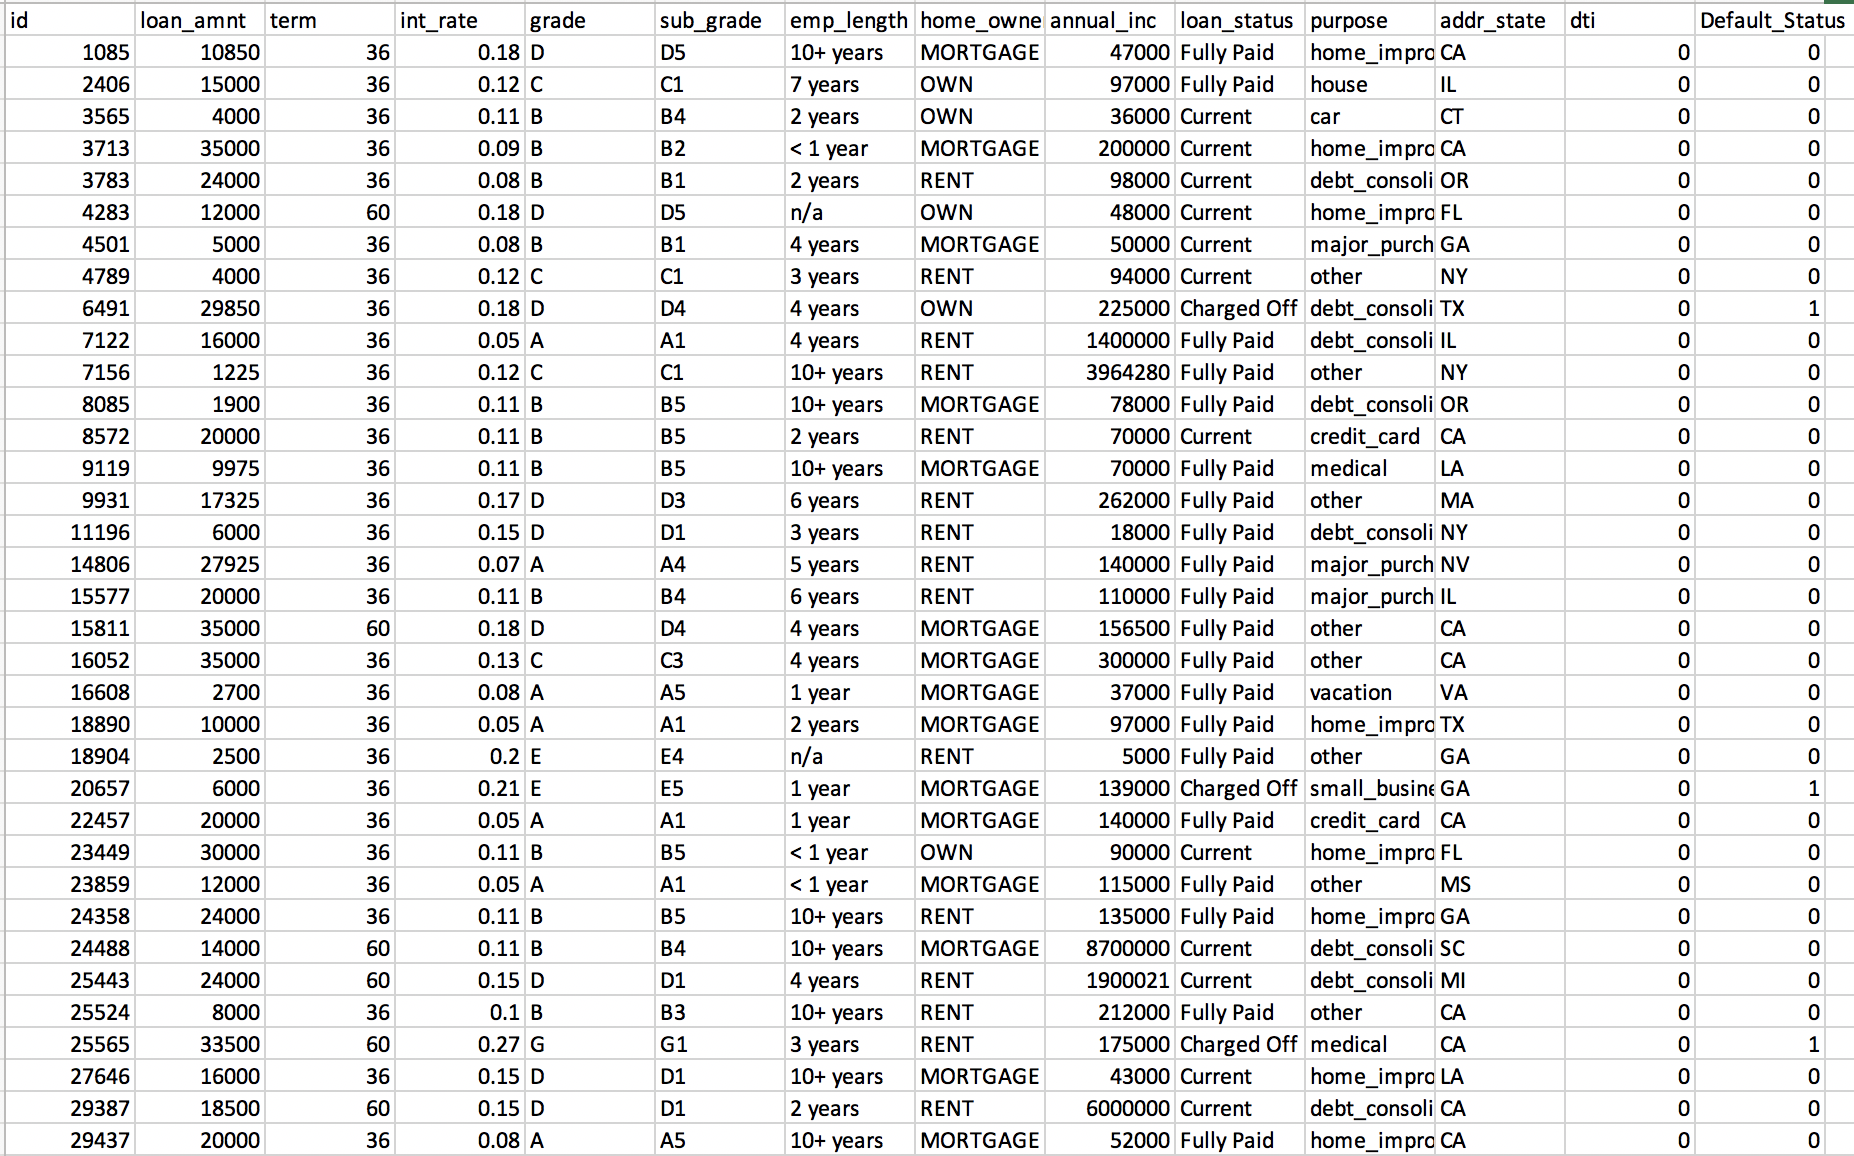 id loan_amnt term int_rate grade sub_grade emp_length home_owne annual_inc loan_status purpose addr_state dti Default_Status
1085 10850 36 0.18 D D5 10+ years MORTGAGE 47000 Fully Paid home_impro CA 0 0
2406 15000 36 0.12 C C1 7 years OWN 97000 Fully Paid house IL 0 0
3565 4000 36 0.11 B B4 2 years OWN 36000 Current car CT 0 0
3713 35000 36 0.09 B B2 < 1 year MORTGAGE 200000 Current home_impro CA 0 0
3783 24000 36 0.08 B B1 2 years RENT 98000 Current debt_consoli OR 0 0
4283 12000 60 0.18 D D5 n/a OWN 48000 Current home_impro FL 0 0
4501 5000 36 0.08 B B1 4 years MORTGAGE 50000 Current major_purch GA 0 0
4789 4000 36 0.12 C C1 3 years RENT 94000 Current other NY 0 0
6491 29850 36 0.18 D D4 4 years OWN 225000 Charged Off debt_consoli TX 0 1
7122 16000 36 0.05 A A1 4 years RENT 1400000 Fully Paid debt_consoli IL 0 0
7156 1225 36 0.12 C C1 10+ years RENT 3964280 Fully Paid other NY 0 0
8085 1900 36 0.11 B B5 10+ years MORTGAGE 78000 Fully Paid debt_consoli OR 0 0
8572 20000 36 0.11 B B5 2 years RENT 70000 Current credit_card CA 0 0
9119 9975 36 0.11 B B5 10+ years MORTGAGE 70000 Fully Paid medical LA 0 0
9931 17325 36 0.17 D D3 6 years RENT 262000 Fully Paid other MA 0 0
11196 6000 36 0.15 D D1 3 years RENT 18000 Fully Paid debt_consoli NY 0 0
14806 27925 36 0.07 A A4 5 years RENT 140000 Fully Paid major_purch NV 0 0
15577 20000 36 0.11 B B4 6 years RENT 110000 Fully Paid major_purch IL 0 0
15811 35000 60 0.18 D D4 4 years MORTGAGE 156500 Fully Paid other CA 0 0
16052 35000 36 0.13 C C3 4 years MORTGAGE 300000 Fully Paid other CA 0 0
16608 2700 36 0.08 A A5 1 year MORTGAGE 37000 Fully Paid vacation VA 0 0
18890 10000 36 0.05 A A1 2 years MORTGAGE 97000 Fully Paid home_impro TX 0 0
18904 2500 36 0.2 E E4 n/a RENT 5000 Fully Paid other GA 0 0
20657 6000 36 0.21 E E5 1 year MORTGAGE 139000 Charged Off small_busine GA 0 1
22457 20000 36 0.05 A A1 1 year MORTGAGE 140000 Fully Paid credit_card CA 0 0
23449 30000 36 0.11 B B5 < 1 year OWN 90000 Current home_impro FL 0 0
23859 12000 36 0.05 A A1 < 1 year MORTGAGE 115000 Fully Paid other MS 0 0
24358 24000 36 0.11 B B5 10+ years RENT 135000 Fully Paid home_impro GA 0 0
24488 14000 60 0.11 B B4 10+ years MORTGAGE 8700000 Current debt_consoli SC 0 0
25443 24000 60 0.15 D D1 4 years RENT 1900021 Current debt_consoli MI 0 0
25524 8000 36 0.1 B B3 10+ years RENT 212000 Fully Paid other CA 0 0
25565 33500 60 0.27 G G1 3 years RENT 175000 Charged Off medical CA 0 1
27646 16000 36 0.15 D D1 10+ years MORTGAGE 43000 Current home_impro LA 0 0
29387 18500 60 0.15 D D1 2 years RENT 6000000 Current debt_consoli CA 0 0
29437 20000 36 0.08 A A5 10+ years MORTGAGE 52000 Fully Paid home_impro CA 0 0